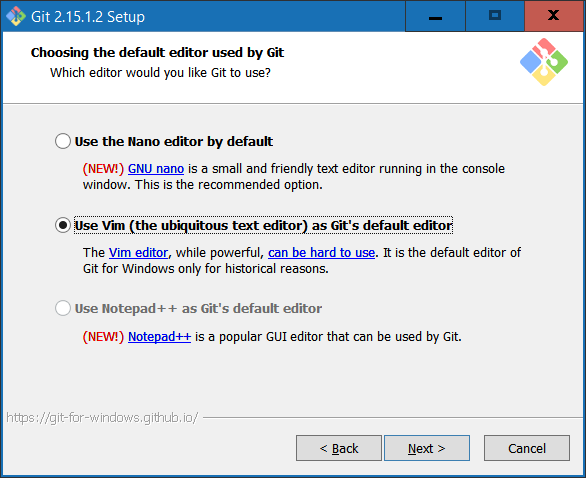 Git 2.15.1.2 Setup
Choosing the default editor used by Git
Which editor would you like Git to use?
Use the Nano editor by default
(NEW!) GNU nano is a small and friendly text editor running in the console
window. This is the recommended option.
Use Vim (the ubiquitous text editor) as Git's default editor
The Vim editor, while powerful, can be hard to use. It is the default editor of
Git for Windows only for historical reasons.
Use Notepad++ as Git's default editor
(NEW!) Notepad++ is a popular GUI editor that can be used by Git.
https://git-for-windows.github.io/
< Back
Next >
Cancel